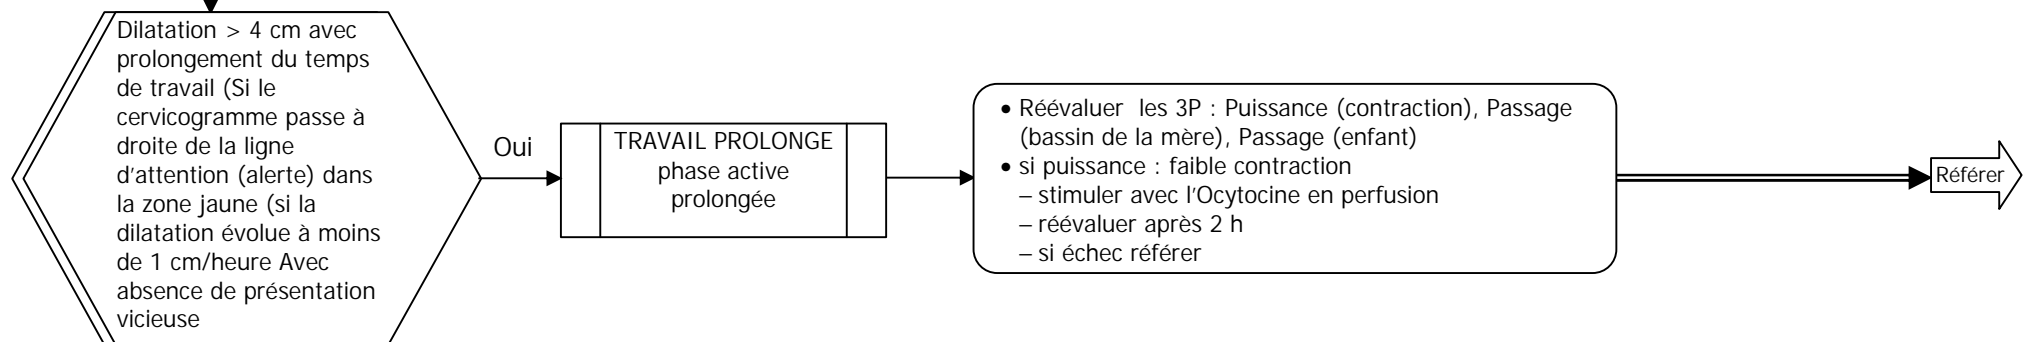 Dilatation > 4 cm avec
prolongement du temps
de travail (Si le
cervicogramme passe à
droite de la ligne
d'attention (alerte) dans
la zone jaune (si la
dilatation évolue à moins
de 1 cm/heure Avec
absence de présentation
vicieuse
Oui
TRAVAIL PROLONGE
phase active
prolongée
• Réévaluer les 3P : Puissance (contraction), Passage
(bassin de la mère), Passage (enfant)
• si puissance : faible contraction
– stimuler avec l'Ocytocine en perfusion
– réévaluer après 2 h
– si échec référer
Référer